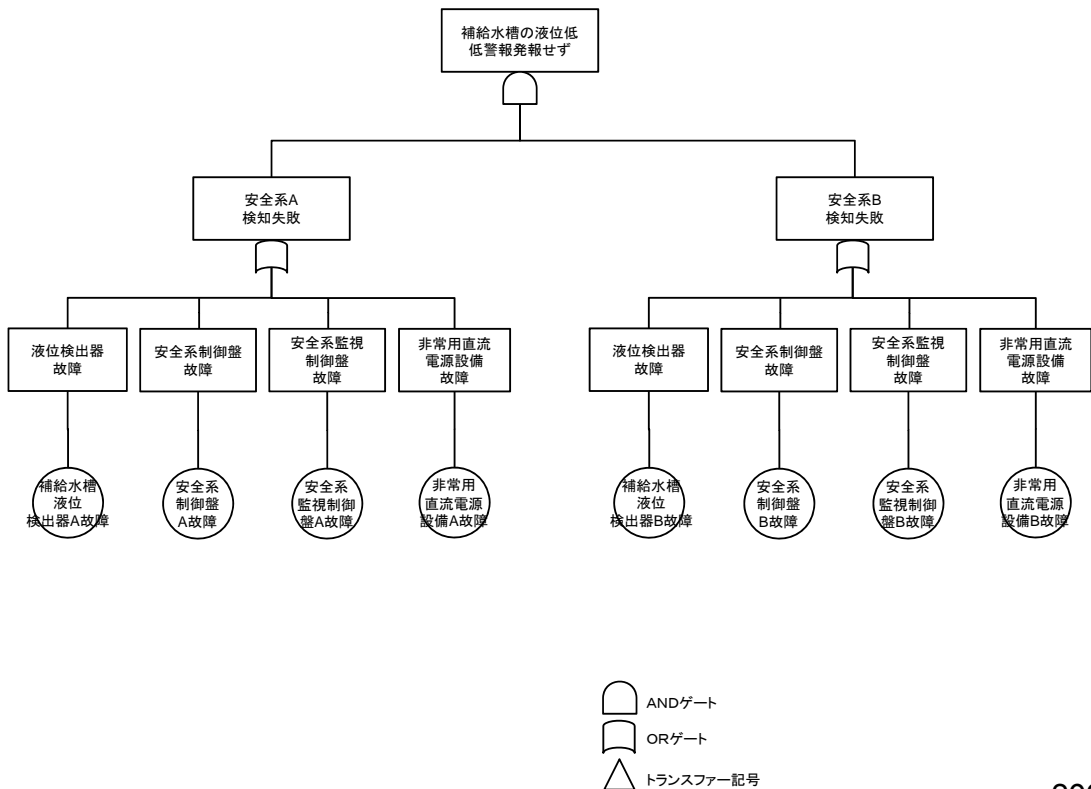 補給水槽の液位低
低警報発報せず
安全系A
検知失敗
安全系B
検知失敗
液位検出器
故障
安全系制御盤
故障
安全系監視
制御盤
故障
非常用直流
電源設備
故障
液位検出器
故障
安全系制御盤
故障
安全系監視
制御盤
故障
非常用直流
電源設備
故障
補給水槽
液位
検出器A故障
安全系
制御盤
A故障
安全系
監視制御
盤A故障
非常用
直流電源
設備A故障
補給水槽
液位
検出器B故障
安全系
制御盤
B故障
安全系
監視制御
盤B故障
非常用
直流電源
設備B故障
ANDゲート
ORゲート
トランスファー記号